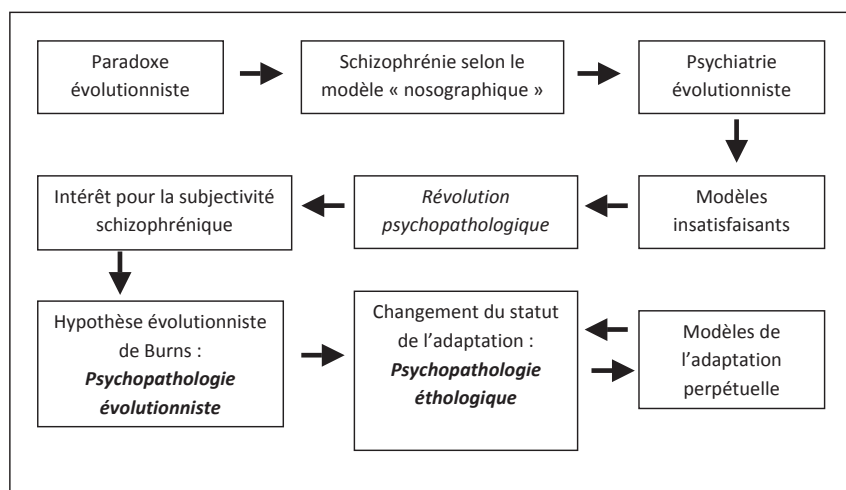 Paradoxe
évolutionniste
Schizophrénie selon le
modèle « nosographique »
Psychiatrie
évolutionniste
Intérêt pour la subjectivité
schizophrénique
Révolution
psychopathologique
Modèles
insatisfaisants
Hypothèse évolutionniste
de Burns :
Psychopathologie
évolutionniste
Changement du statut
de l’adaptation :
Psychopathologie
éthologique
Modèles de
l’adaptation
perpétuelle